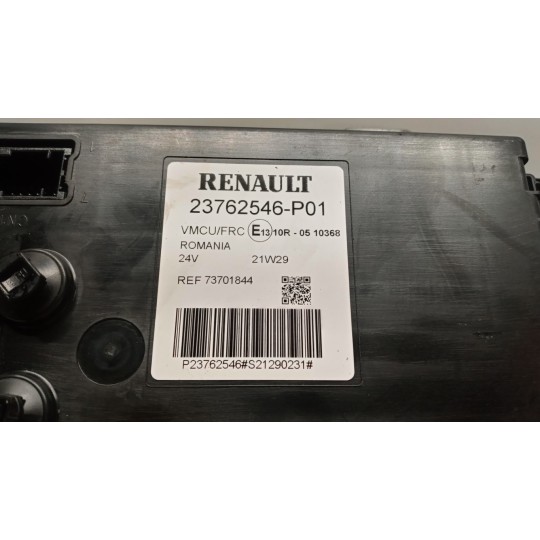 RENAULT
23762546-P01
VMCU/FRC E13 10R - 05 10368
ROMANIA
24V 21W29
REF 73701844
P23762546#S21290231#